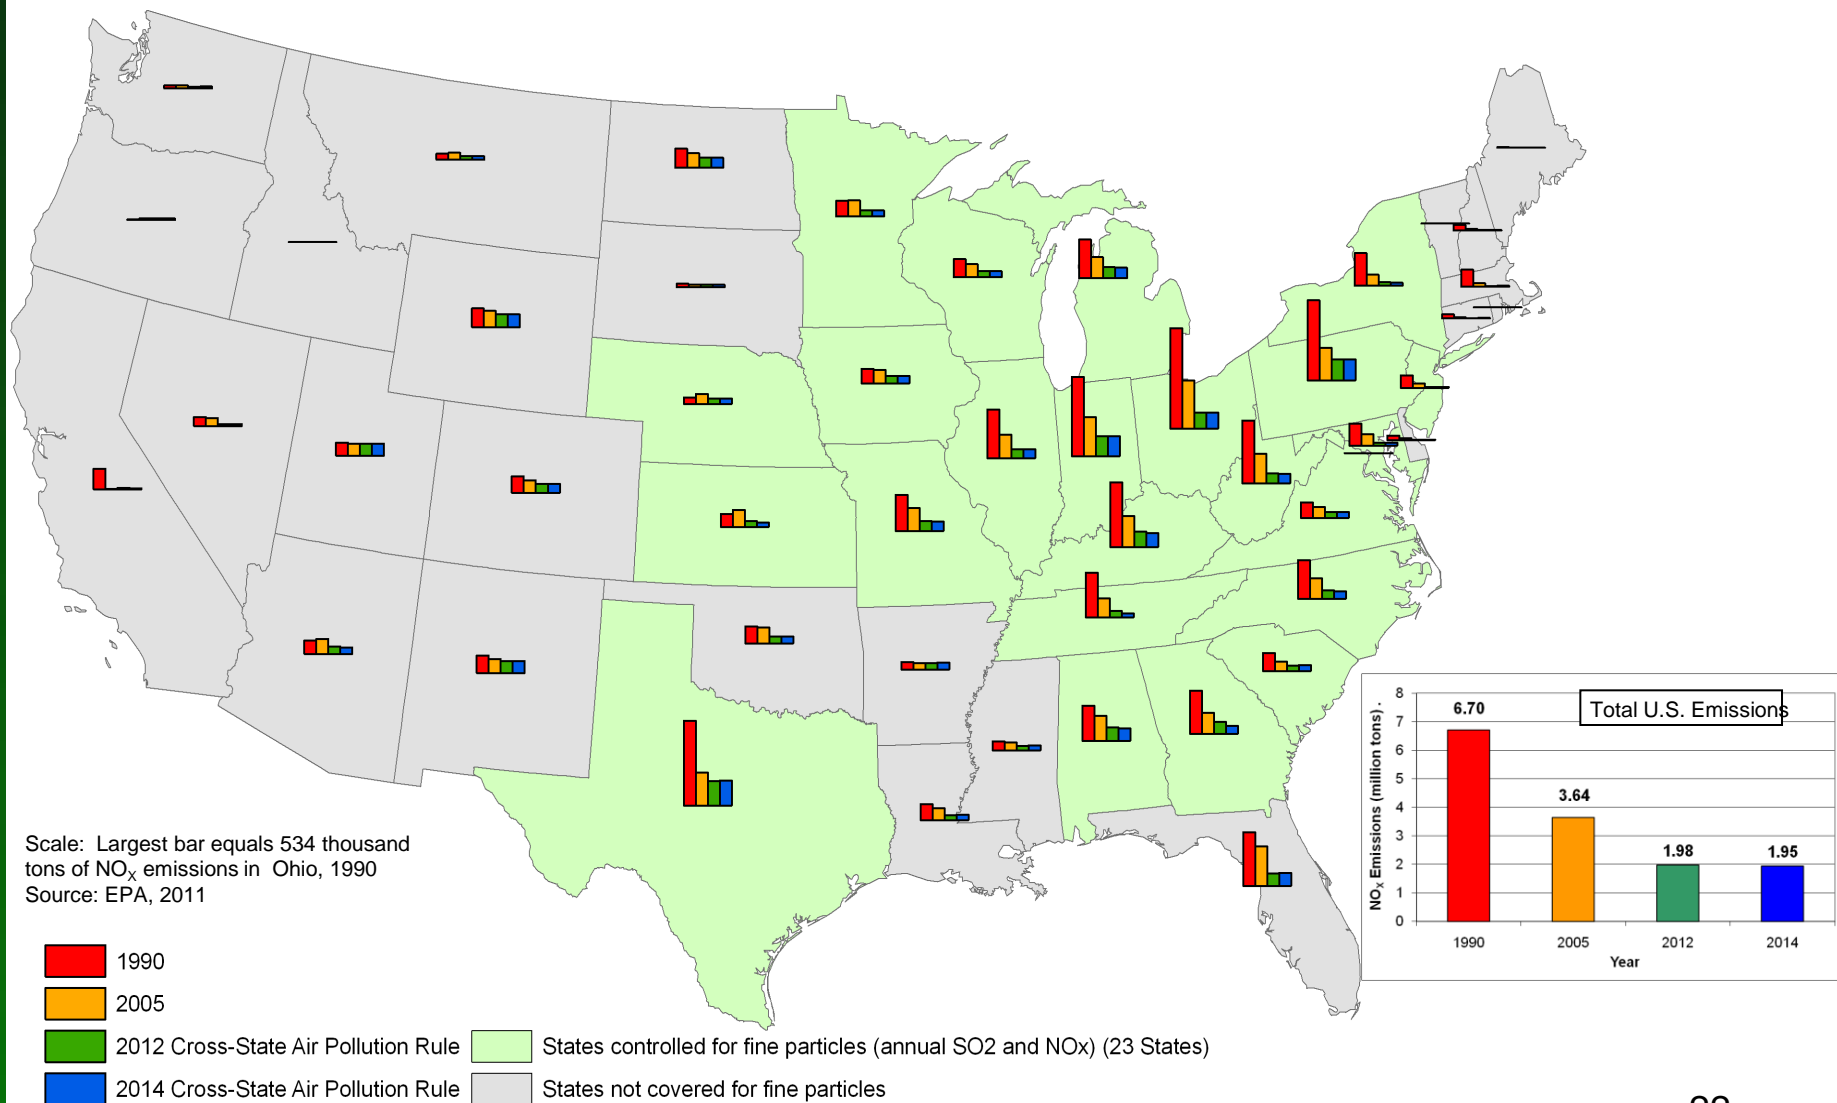 Total U.S. Emissions
NOX Emissions (million tons) .
8
7
6
5
4
3
2
1
0
6.70
3.64
1.98
1.95
1990
2005
2012
2014
Year
Scale: Largest bar equals 534 thousand
tons of NOX emissions in Ohio, 1990
Source: EPA, 2011
1990
2005
2012 Cross-State Air Pollution Rule
2014 Cross-State Air Pollution Rule
States controlled for fine particles (annual SO2 and NOx) (23 States)
States not covered for fine particles